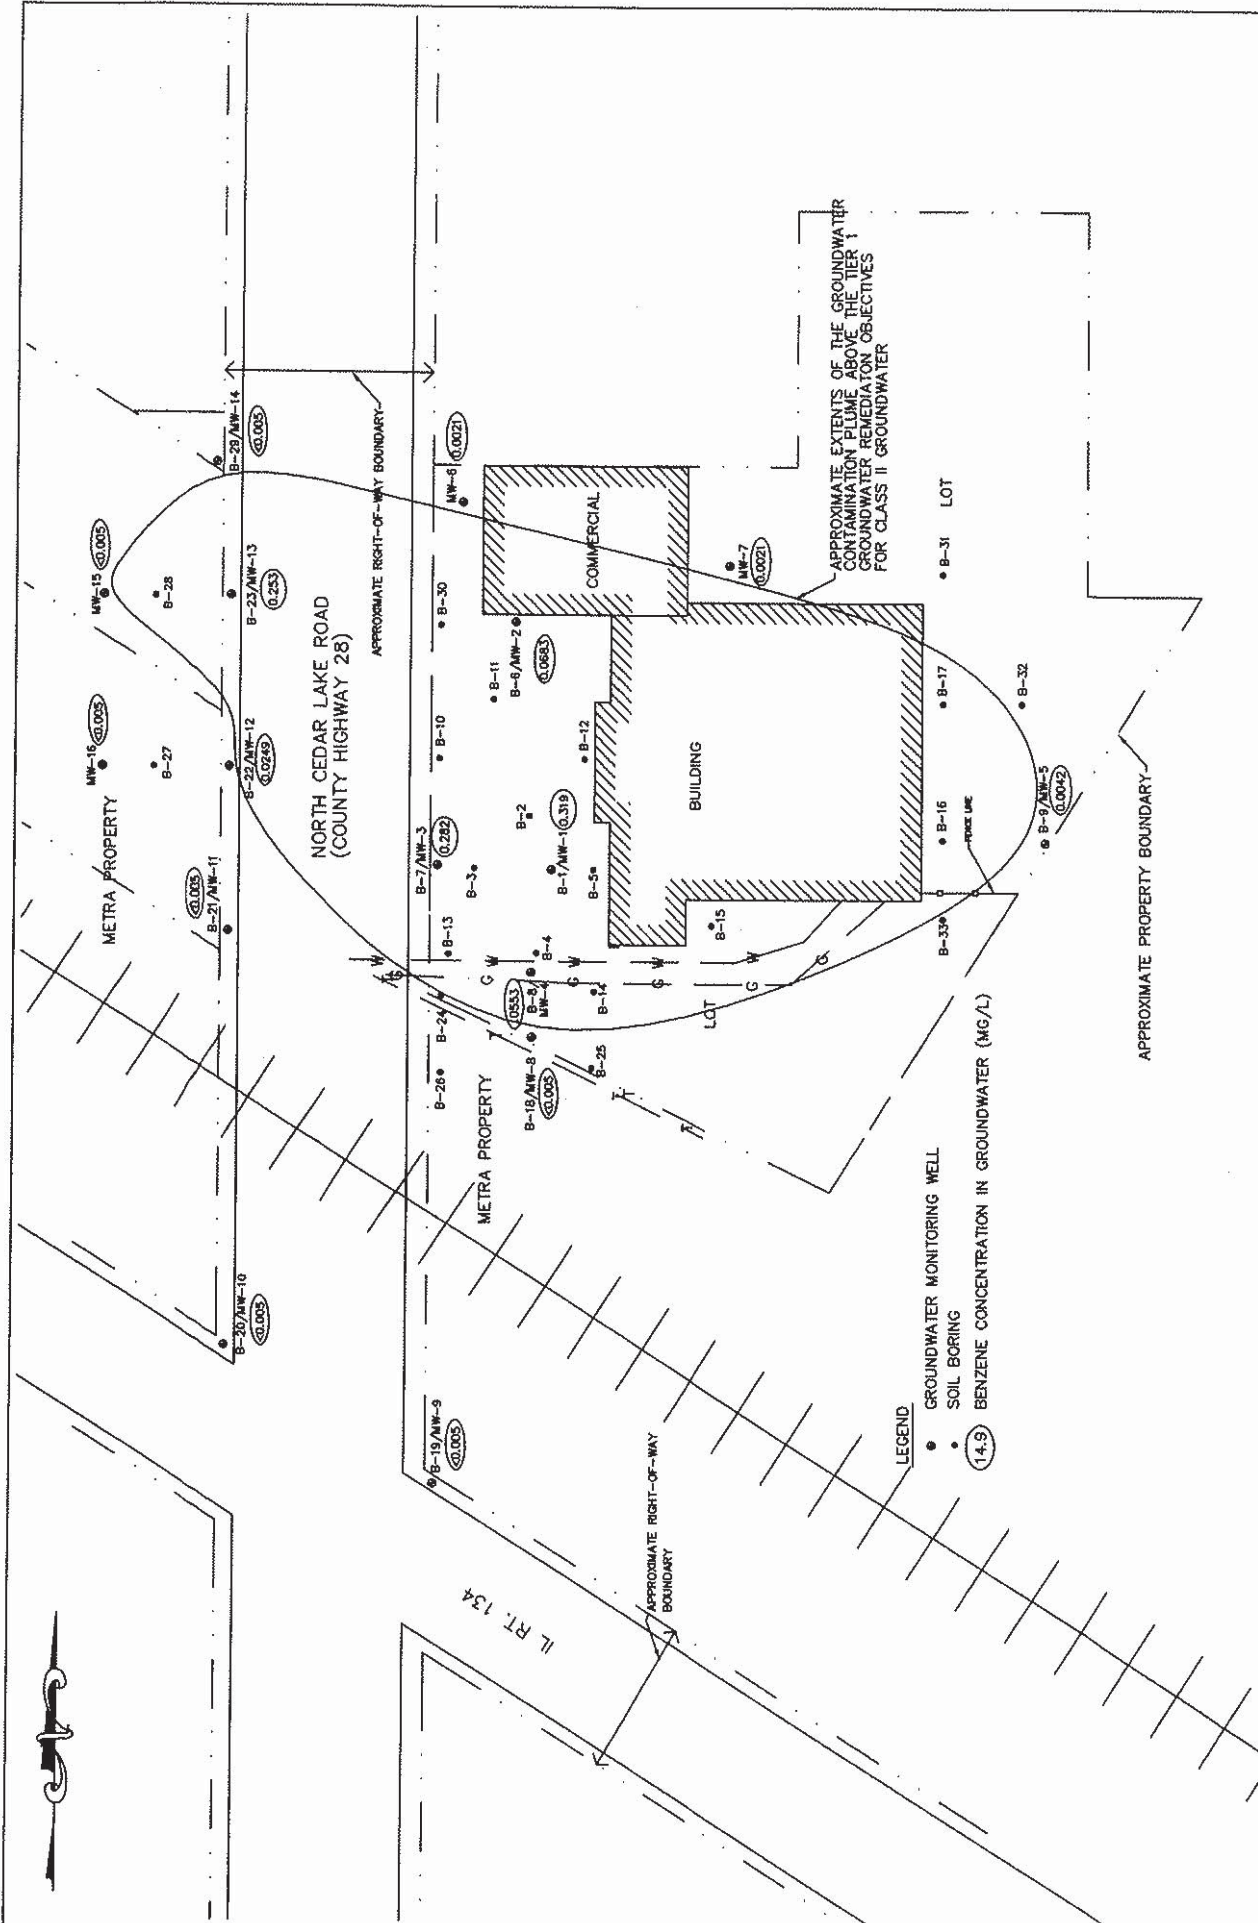 METRA PROPERTY
MW-16
<0.005
B-27
MW-15
<0.005
B-28
B-20/MW-10
<0.005
B-21/MW-11
<0.005
B-22/MW-12
0.0249
B-23/MW-13
0.253
B-29/MW-14
<0.005
NORTH CEDAR LAKE ROAD
(COUNTY HIGHWAY 28)
APPROXIMATE RIGHT-OF-WAY BOUNDARY
B-19/MW-9
<0.005
B-26
B-24
B-13
B-7/MW-3
0.282
B-3
B-10
B-30
MW-6
0.0021
METRA PROPERTY
B-18/MW-8
<0.005
B-8/
MW-4
0.0553
B-4
B-1/MW-1
0.319
B-2
B-11
B-6/MW-2
0.0683
COMMERCIAL
B-25
B-14
B-5
B-12
W
W
W
W
W
G
G
G
G
G
G
T
T
T
T
LOT
B-15
BUILDING
MW-7
0.0021
IL RT. 134
APPROXIMATE RIGHT-OF-WAY
BOUNDARY
APPROXIMATE EXTENTS OF THE GROUNDWATER
CONTAMINATION PLUME ABOVE THE TIER 1
GROUNDWATER REMEDIATON OBJECTIVES
FOR CLASS II GROUNDWATER
B-33
B-16
B-17
B-31
LOT
FENCE LINE
B-32
B-9/MW-5
0.0042
APPROXIMATE PROPERTY BOUNDARY
LEGEND
GROUNDWATER MONITORING WELL
SOIL BORING
14.9 BENZENE CONCENTRATION IN GROUNDWATER (MG/L)